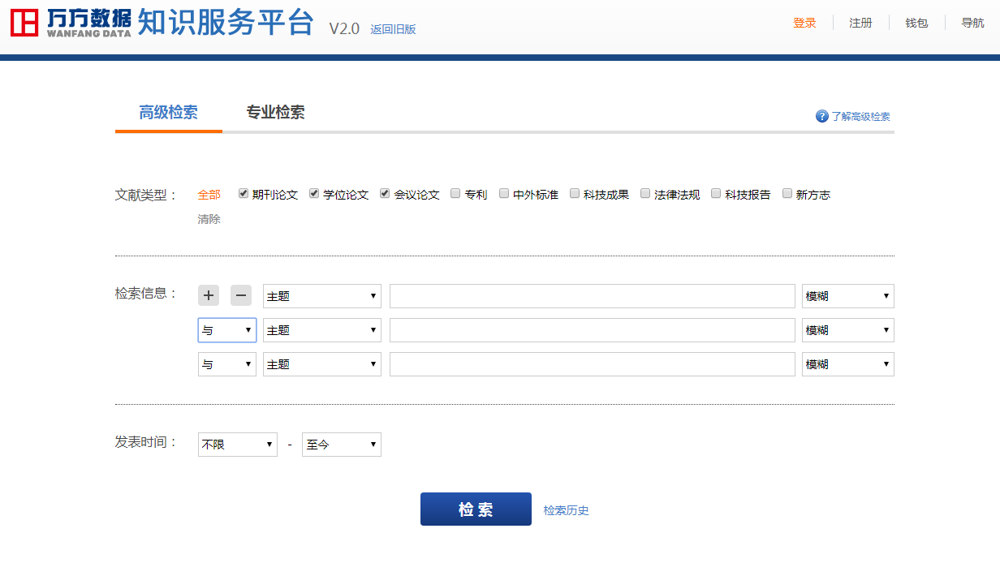 万方数据 知识服务平台 V2.0 返回旧版 登录 注册 钱包 导航
WANFANG DATA
高级检索 专业检索 ? 了解高级检索
文献类型： 全部 期刊论文 学位论文 会议论文 专利 中外标准 科技成果 法律法规 科技报告 新方志
清除
检索信息： + − 主题 模糊
与 主题 模糊
与 主题 模糊
发表时间： 不限 - 至今
检 索 检索历史